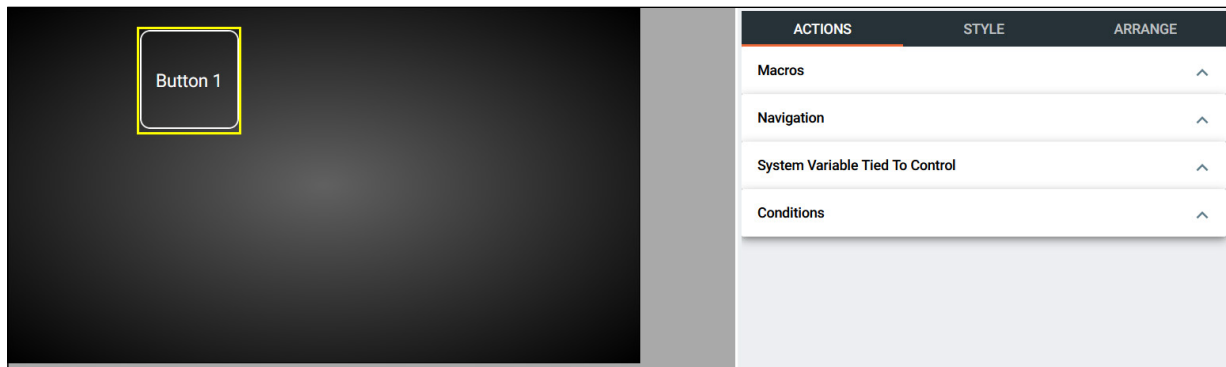 Button 1
ACTIONS STYLE ARRANGE
Macros
Navigation
System Variable Tied To Control
Conditions